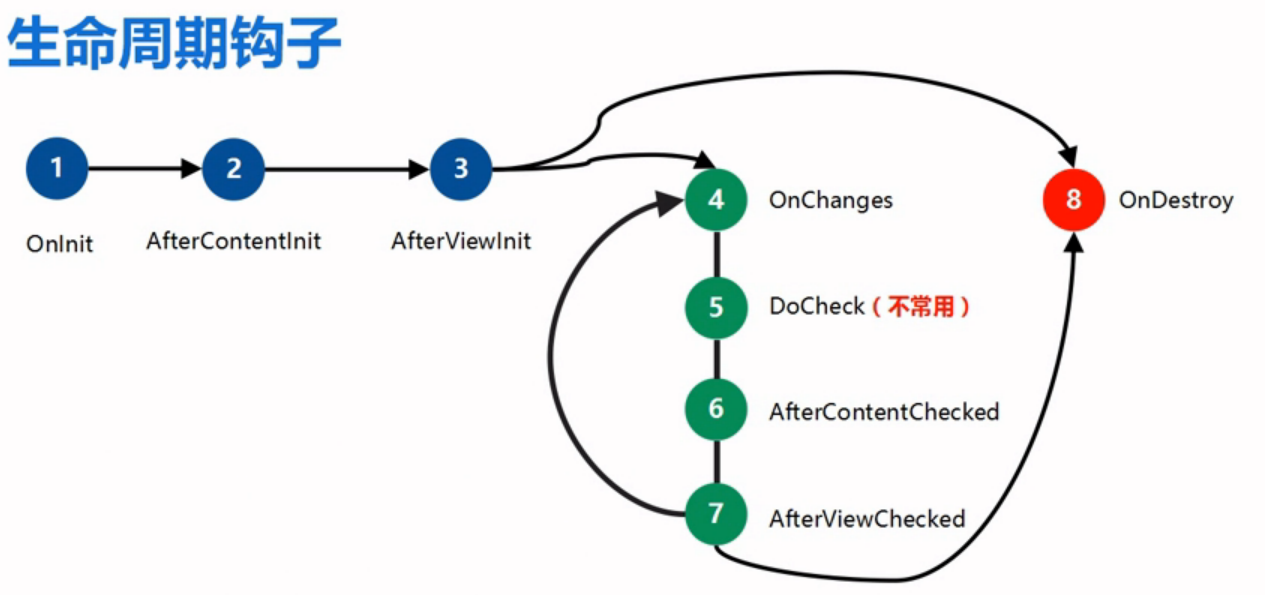 生命周期钩子
1
2
3
OnInit
AfterContentInit
AfterViewInit
4
OnChanges
8
OnDestroy
5
DoCheck（不常用）
6
AfterContentChecked
7
AfterViewChecked